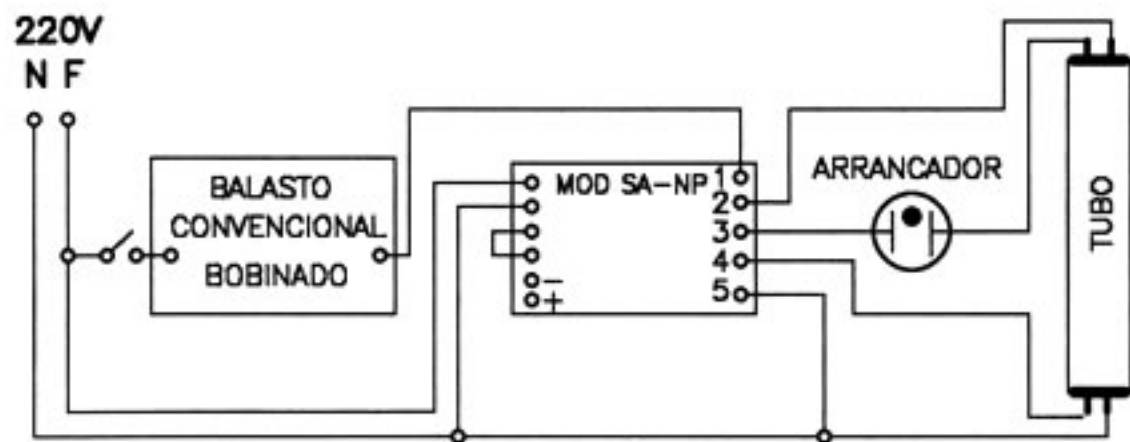 220V
N F
BALASTO
CONVENCIONAL
BOBINADO
MOD SA-NP
1
2
3
4
5
-
+
ARRANCADOR
TUBO